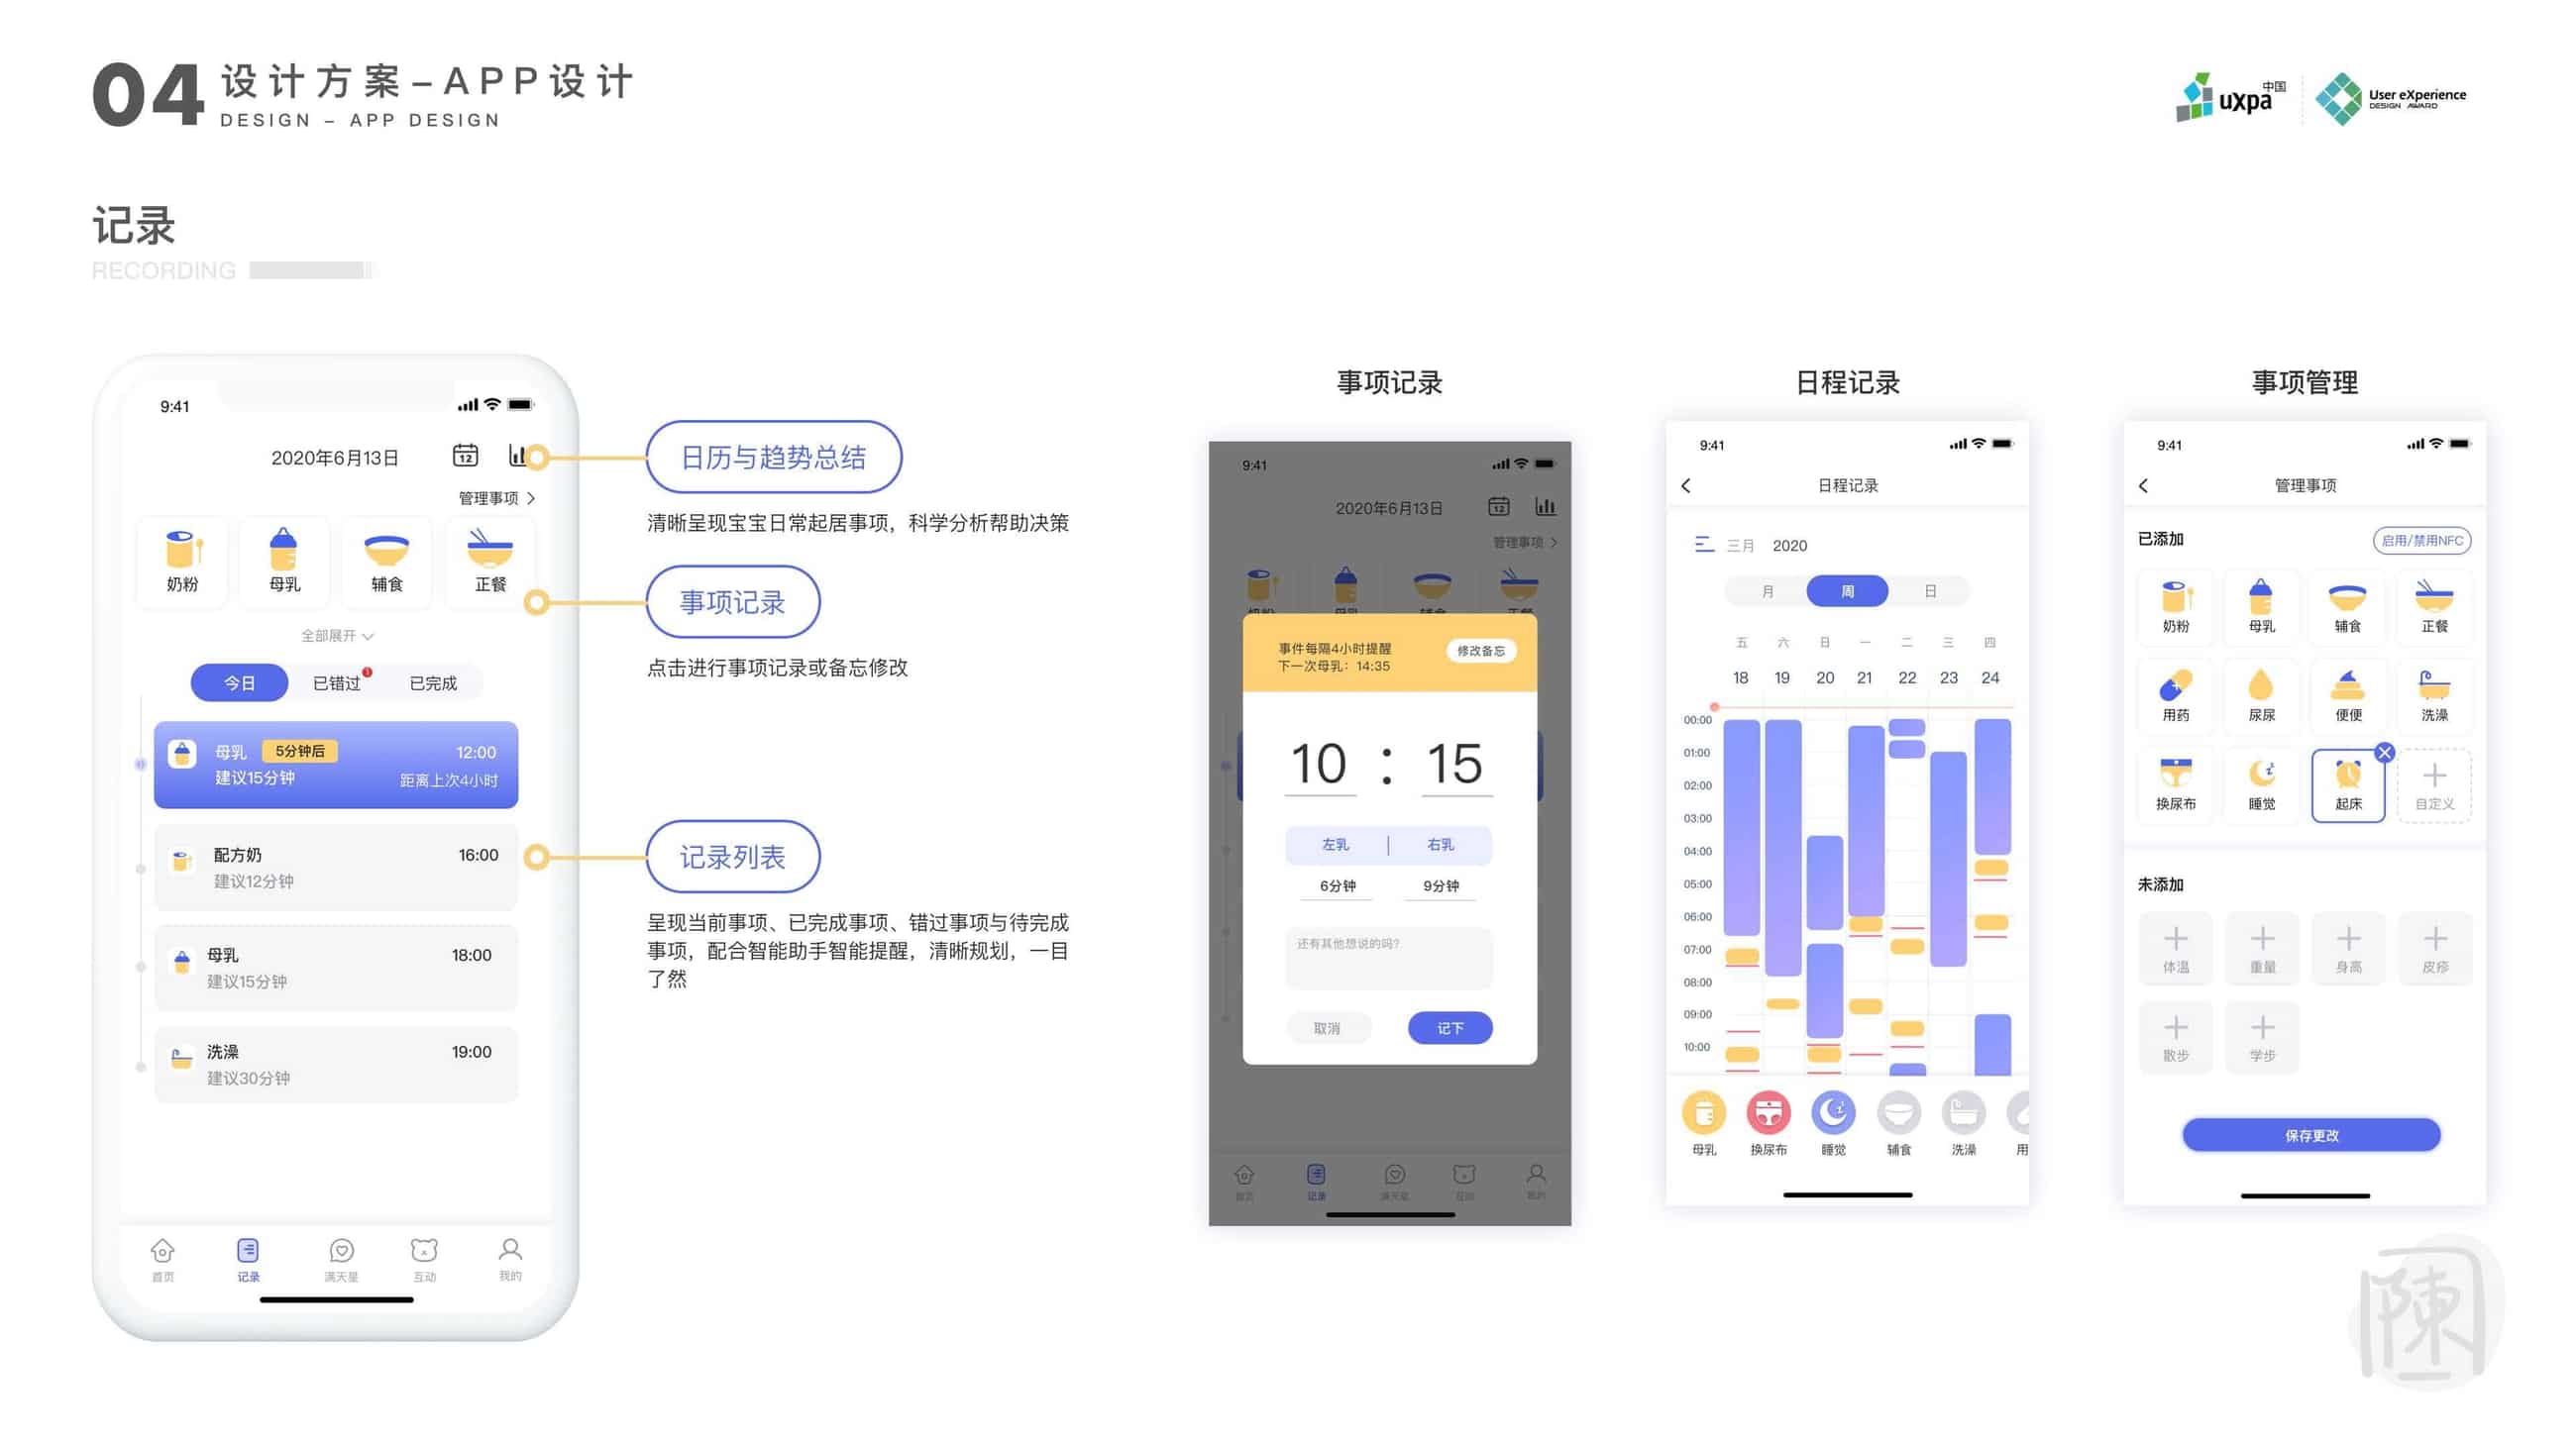 04
设计方案–APP设计
DESIGN – APP DESIGN
中国
uxpa
User eXperience
DESIGN AWARD
记录
RECORDING
9:41
2020年6月13日
12
管理事项
奶粉
母乳
辅食
正餐
全部展开
今日
已错过
已完成
母乳
5分钟后
12:00
建议15分钟
距离上次4小时
配方奶
16:00
建议12分钟
母乳
18:00
建议15分钟
洗澡
19:00
建议30分钟
首页
记录
满天星
互动
我的
日历与趋势总结
清晰呈现宝宝日常起居事项，科学分析帮助决策
事项记录
点击进行事项记录或备忘修改
记录列表
呈现当前事项、已完成事项、错过事项与待完成
事项，配合智能助手智能提醒，清晰规划，一目
了然
事项记录
9:41
2020年6月13日
12
管理事项
奶粉
母乳
辅食
正餐
事件每隔4小时提醒
下一次母乳：14:35
修改备忘
10 : 15
左乳
右乳
6分钟
9分钟
还有其他想说的吗?
取消
记下
首页
记录
满天星
互动
我的
日程记录
9:41
日程记录
三月 2020
月
周
日
五 六 日 一 二 三 四
18 19 20 21 22 23 24
00:00
01:00
02:00
03:00
04:00
05:00
06:00
07:00
08:00
09:00
10:00
母乳
换尿布
睡觉
辅食
洗澡
用
事项管理
9:41
管理事项
已添加
启用/禁用NFC
奶粉
母乳
辅食
正餐
用药
尿尿
便便
洗澡
换尿布
睡觉
起床
自定义
未添加
体温
重量
身高
皮疹
散步
学步
保存更改
陳